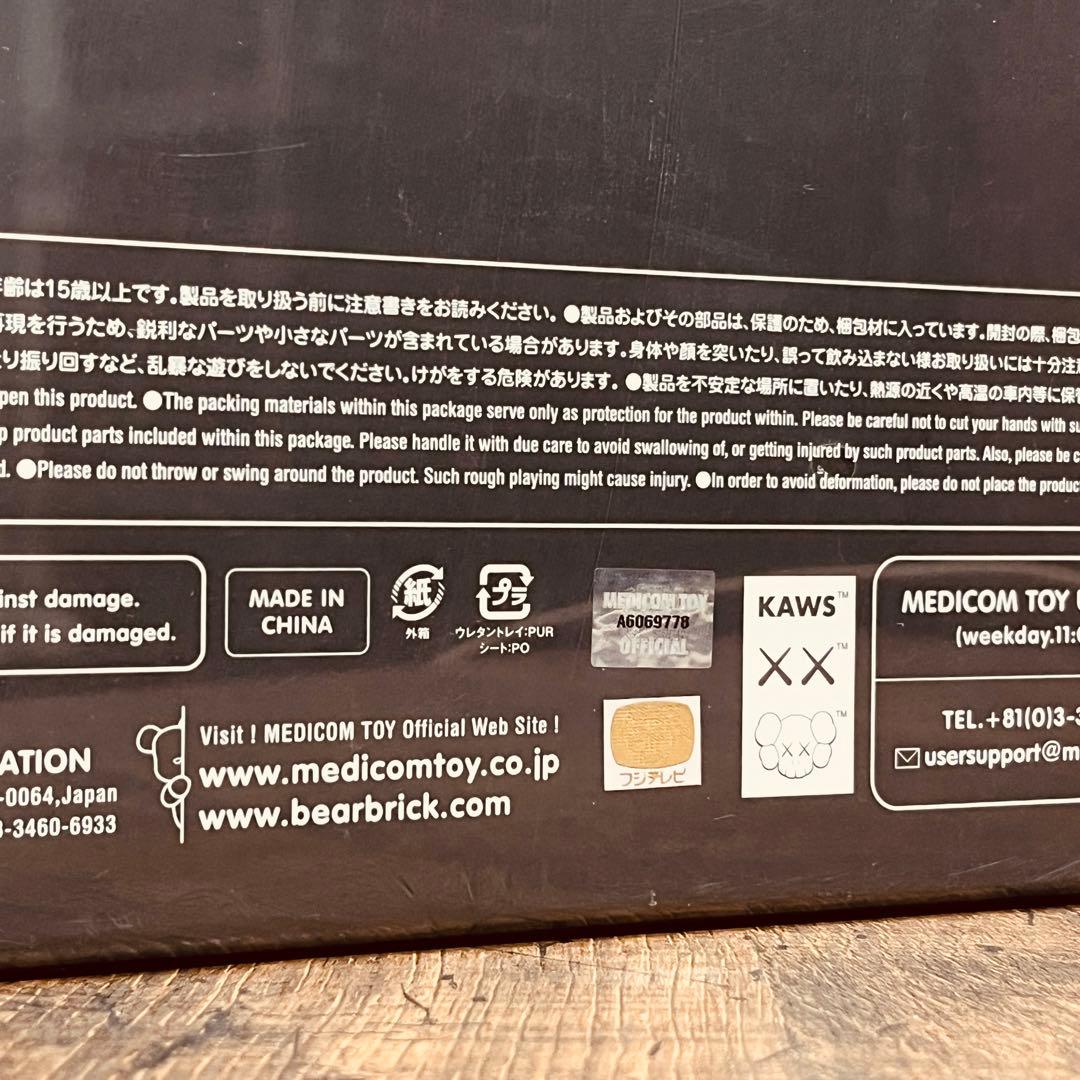 年齢は15歳以上です。製品を取り扱う前に注意書きをお読みください。 ●製品およびその部品は、保護のため、梱包材に入っています。開封の際、梱包
再現を行うため、鋭利なパーツや小さなパーツが含まれている場合があります。身体や顔を突いたり、誤って飲み込まない様お取り扱いには十分注意
たり振り回すなど、乱暴な遊びをしないでください。けがをする危険があります。 ●製品を不安定な場所に置いたり、熱源の近くや高温の車内等に保管
pen this product. ●The packing materials within this package serve only as protection for the product within. Please be careful not to cut your hands with su
p product parts included within this package. Please handle it with due care to avoid swallowing of, or getting injured by such product parts. Also, please be c
d. ●Please do not throw or swing around the product. Such rough playing might cause injury. ●In order to avoid deformation, please do not place the product
inst damage.
if it is damaged.
MADE IN
CHINA
紙
外箱
プラ
ウレタントレイ:PUR
シート:PO
MEDICOM TOY
A6069778
OFFICIAL
フジテレビ
KAWS™
XX™
™
MEDICOM TOY
(weekday.11:
TEL.+81(0)3-3
usersupport@m
ATION
-0064,Japan
3-3460-6933
Visit ! MEDICOM TOY Official Web Site !
www.medicomtoy.co.jp
www.bearbrick.com